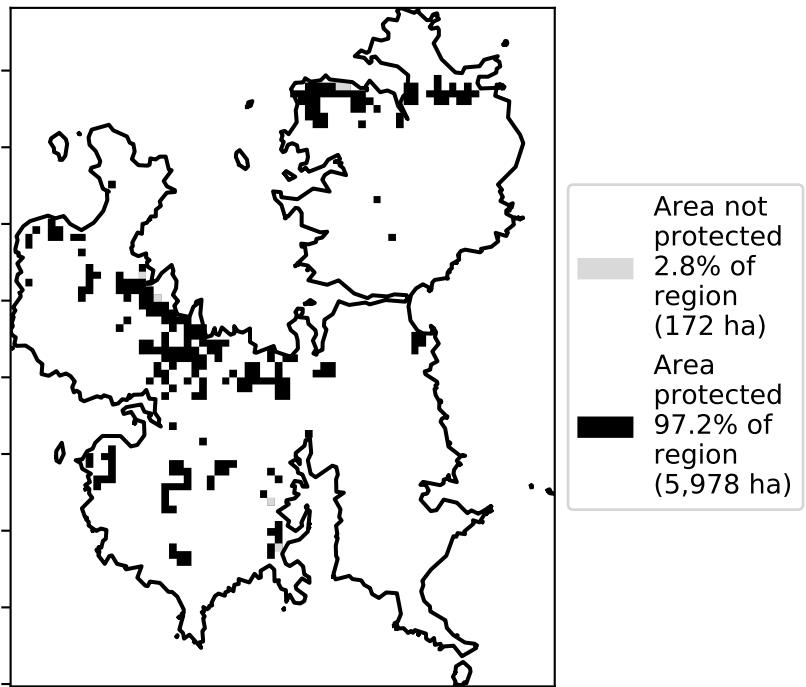 Area not
protected
2.8% of
region
(172 ha)
Area
protected
97.2% of
region
(5,978 ha)